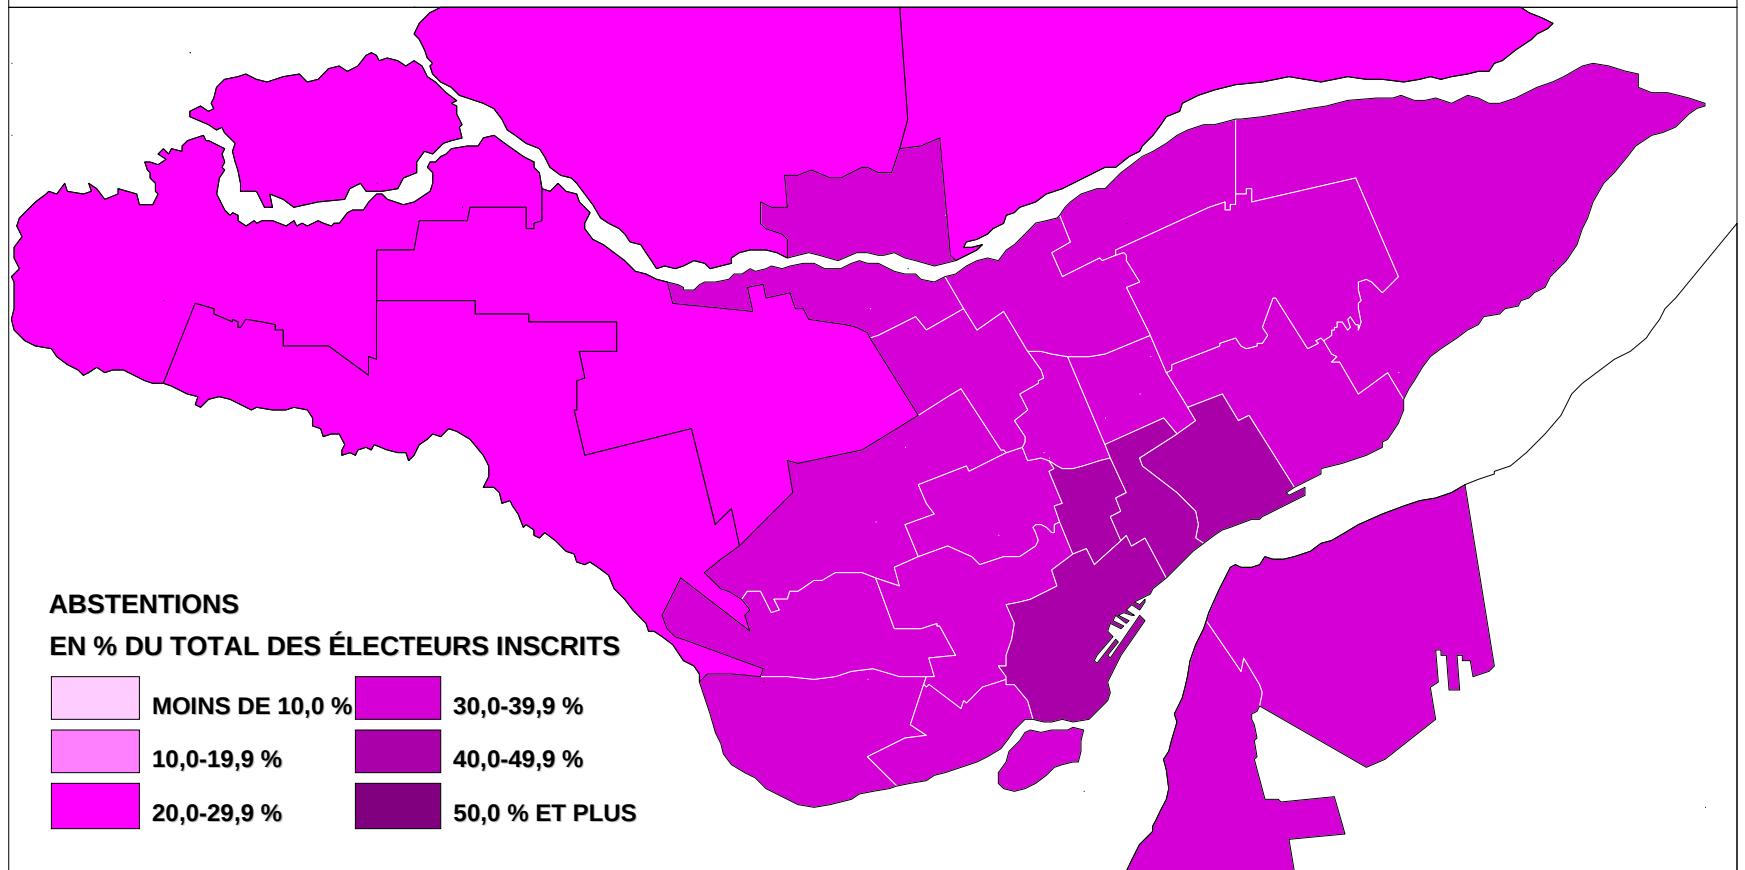 ABSTENTIONS
EN % DU TOTAL DES ÉLECTEURS INSCRITS
MOINS DE 10,0 %
10,0-19,9 %
20,0-29,9 %
30,0-39,9 %
40,0-49,9 %
50,0 % ET PLUS